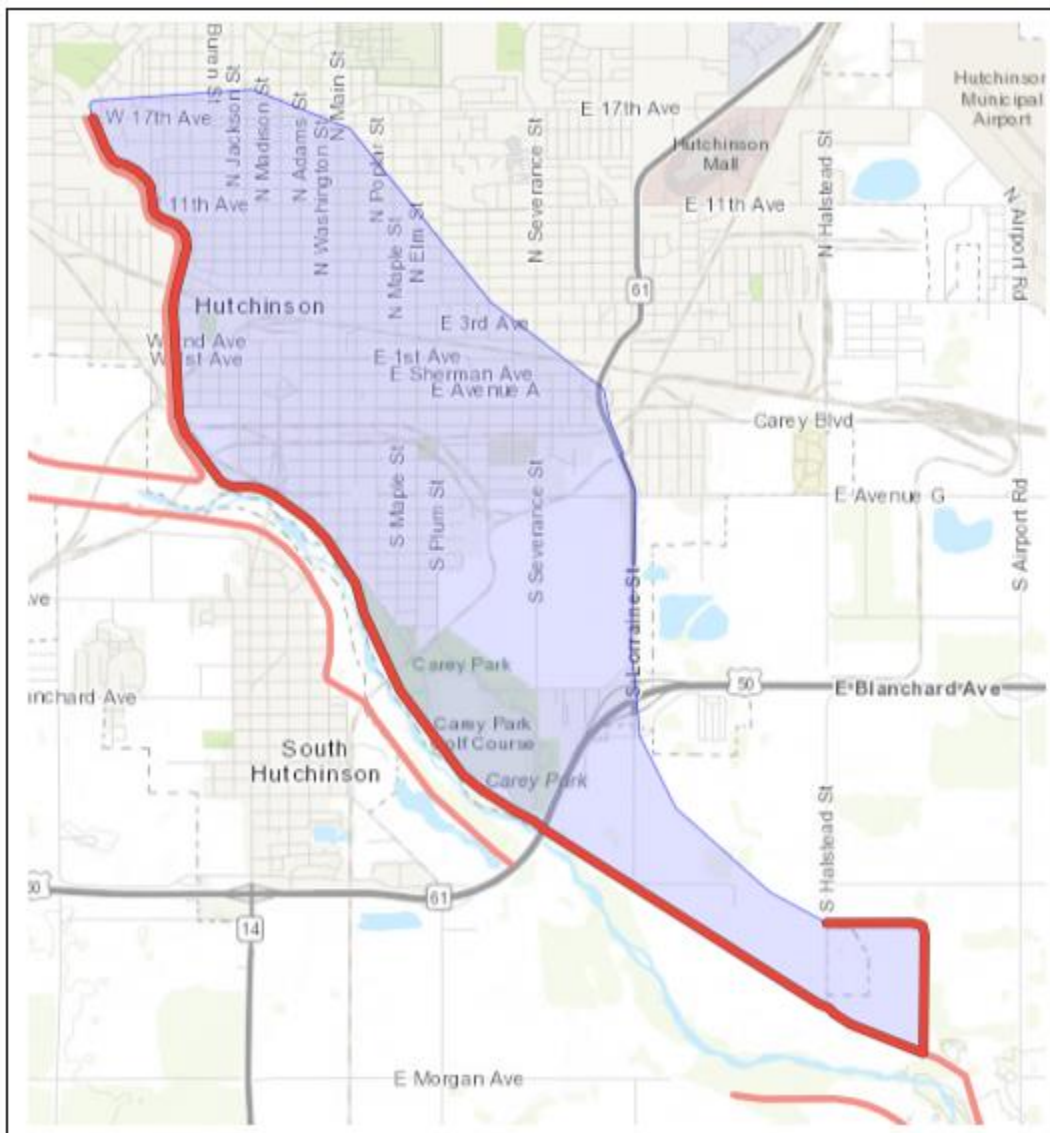 Hutchinson
Municipal
Airport
W 17th Ave
N Jackson St
N Madison St
N Adams St
N Washington St
N Main St
N Poplar St
N Maple St
N Elm St
N Severance St
E 17th Ave
Hutchinson
Mall
N Halstead St
11th Ave
E 11th Ave
N Airport Rd
61
Hutchinson
E 3rd Ave
W 1st Ave
E 1st Ave
E Sherman Ave
E Avenue A
Carey Blvd
S Maple St
S Plum St
S Severance St
E Avenue G
S Airport Rd
S Lorraine St
Carey Park
50
E Blanchard Ave
Carey Park
Golf Course
Carey Park
South
Hutchinson
S Halstead St
61
14
E Morgan Ave